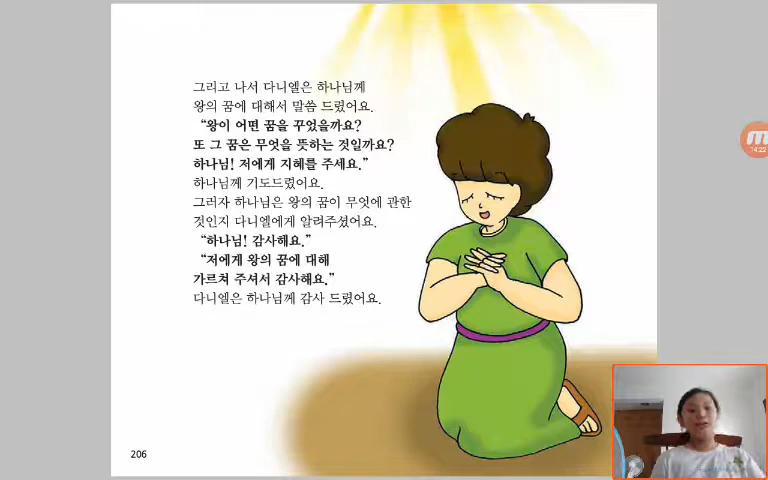 그리고 나서 다니엘은 하나님께
왕의 꿈에 대해서 말씀 드렸어요.
“왕이 어떤 꿈을 꾸었을까요?
또 그 꿈은 무엇을 뜻하는 것일까요?
하나님! 저에게 지혜를 주세요.”
하나님께 기도드렸어요.
그러자 하나님은 왕의 꿈이 무엇에 관한
것인지 다니엘에게 알려주셨어요.
“하나님! 감사해요.”
“저에게 왕의 꿈에 대해
가르쳐 주셔서 감사해요.”
다니엘은 하나님께 감사 드렸어요.
206
14:22